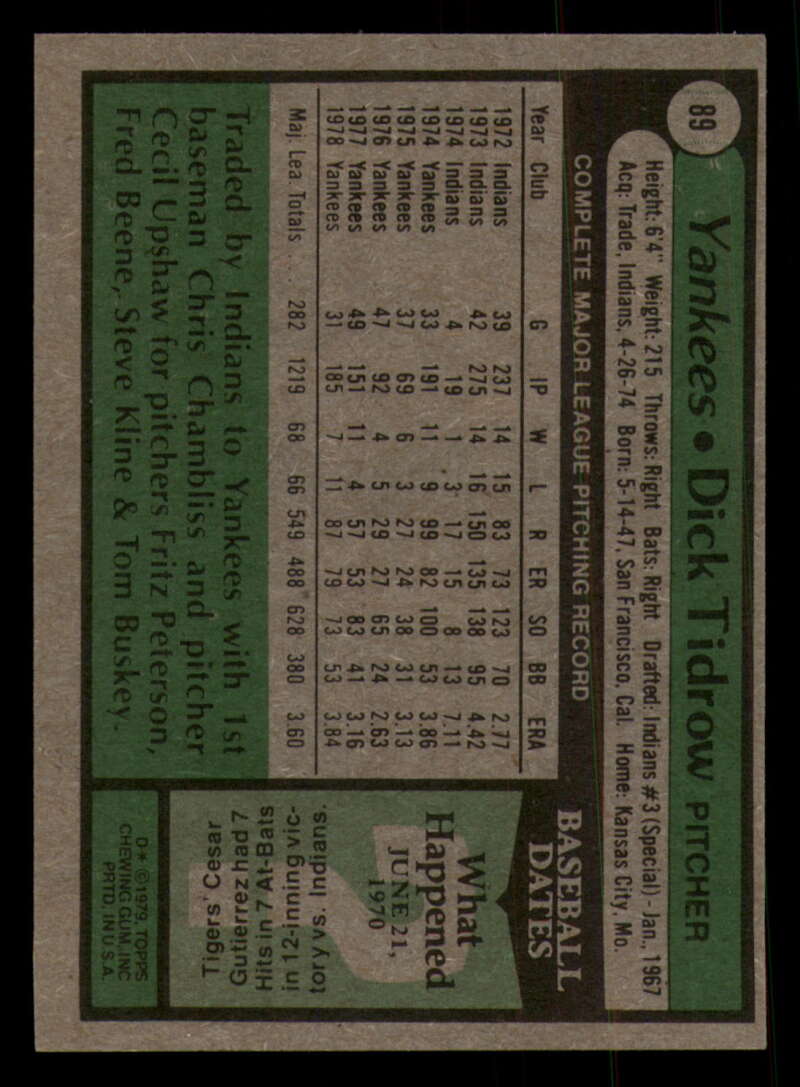 89
Yankees • Dick Tidrow PITCHER
Height: 6'4" Weight: 215 Throws: Right Bats: Right Drafted: Indians #3 (Special) - Jan., 1967
Acq: Trade, Indians, 4-26-74 Born: 5-14-47, San Francisco, Cal. Home: Kansas City, Mo.
COMPLETE MAJOR LEAGUE PITCHING RECORD
Year Club G IP W L R ER SO BB ERA
1972 Indians 39 237 14 15 83 73 123 70 2.77
1973 Indians 42 275 14 16 150 135 138 95 4.42
1974 Indians 4 19 1 3 17 15 8 13 7.11
1974 Yankees 33 191 11 9 99 82 100 53 3.86
1975 Yankees 37 69 6 3 27 24 38 31 3.13
1976 Yankees 47 92 4 5 29 27 65 24 2.63
1977 Yankees 49 151 11 4 57 53 83 41 3.16
1978 Yankees 31 185 7 11 87 79 73 53 3.84
Maj. Lea. Totals .... 282 1219 68 66 549 488 628 380 3.60
Traded by Indians to Yankees with 1st
baseman Chris Chambliss and pitcher
Cecil Upshaw for pitchers Fritz Peterson,
Fred Beene, Steve Kline & Tom Buskey.
BASEBALL
DATES
What
Happened
JUNE 21,
1970
?
Tigers' Cesar
Gutierrez had 7
Hits in 7 At-Bats
in 12-inning vic-
tory vs. Indians.
D* ©1979, TOPPS
CHEWING GUM, INC
PRTD. IN U.S.A.